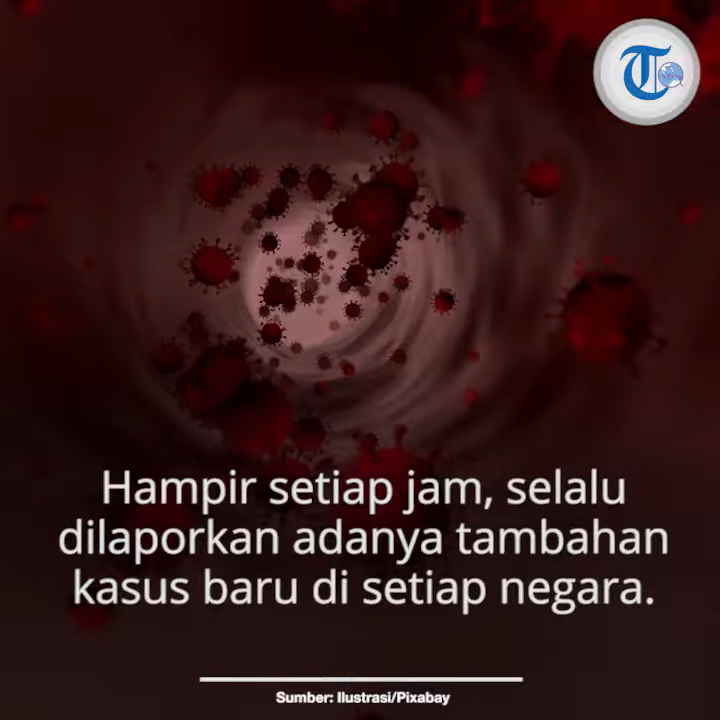 T
Hampir setiap jam, selalu
dilaporkan adanya tambahan
kasus baru di setiap negara.
Sumber: Ilustrasi/Pixabay